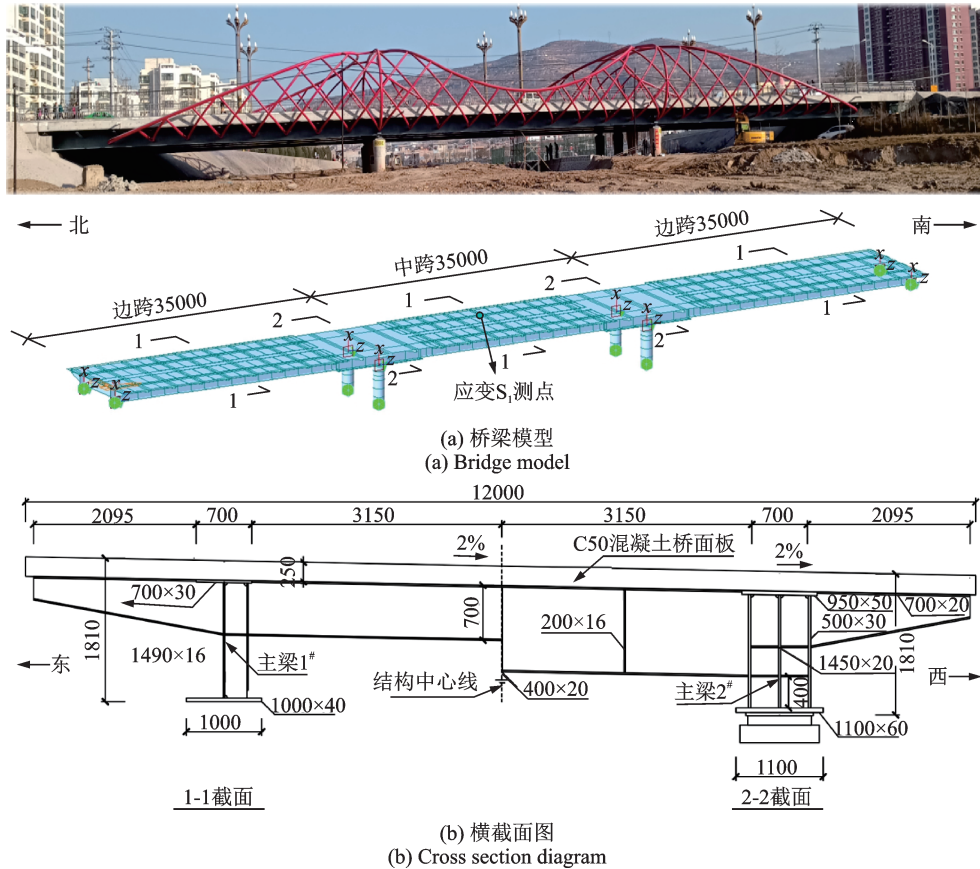 北
南
边跨35000
中跨35000
边跨35000
1
2
1
2
1
x
z
x
z
x
z
x
z
x
z
x
z
x
z
x
z
1
2
1
2
1
应变S₁测点
(a) 桥梁模型
(a) Bridge model
12000
2095
700
3150
3150
700
2095
2%
C50混凝土桥面板
2%
250
700×30
700
200×16
950×50
700×20
500×30
1810
1490×16
主梁1#
东
结构中心线
400×20
主梁2#
400
1450×20
1810
西
1000×40
1000
1100×60
1100
1-1截面
2-2截面
(b) 横截面图
(b) Cross section diagram